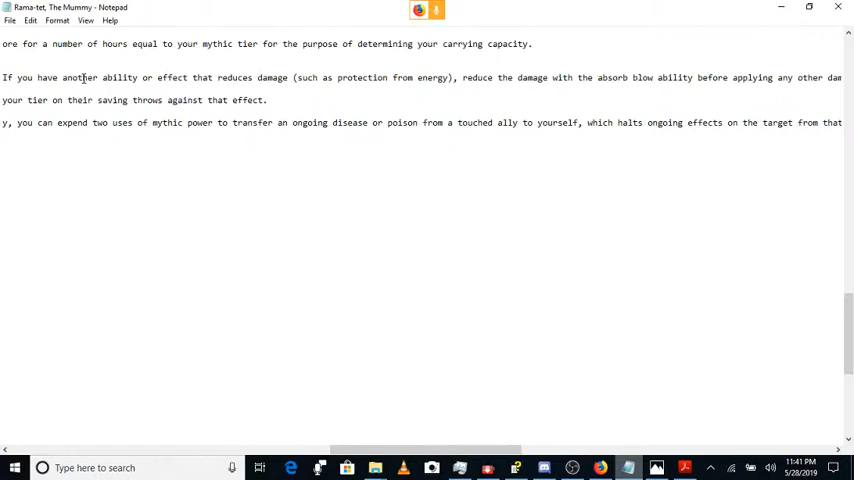 Rama-tet, The Mummy - Notepad
File Edit Format View Help
ore for a number of hours equal to your mythic tier for the purpose of determining your carrying capacity.
If you have another ability or effect that reduces damage (such as protection from energy), reduce the damage with the absorb blow ability before applying any other dam
your tier on their saving throws against that effect.
y, you can expend two uses of mythic power to transfer an ongoing disease or poison from a touched ally to yourself, which halts ongoing effects on the target from that
Type here to search
11:41 PM
5/28/2019